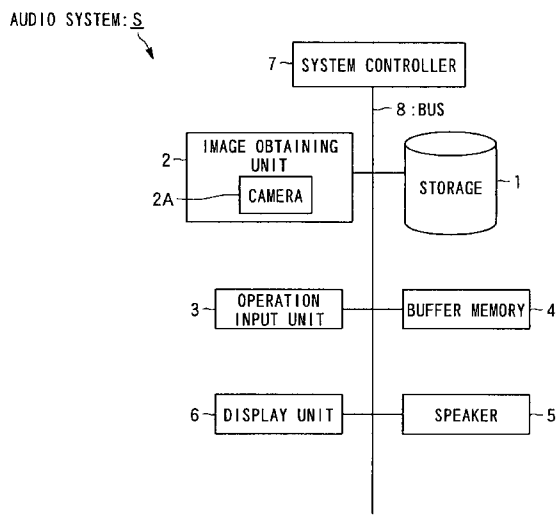 AUDIO SYSTEM: S
7
SYSTEM CONTROLLER
8 : BUS
2
IMAGE OBTAINING
UNIT
2A
CAMERA
STORAGE
1
3
OPERATION
INPUT UNIT
BUFFER MEMORY
4
6
DISPLAY UNIT
SPEAKER
5